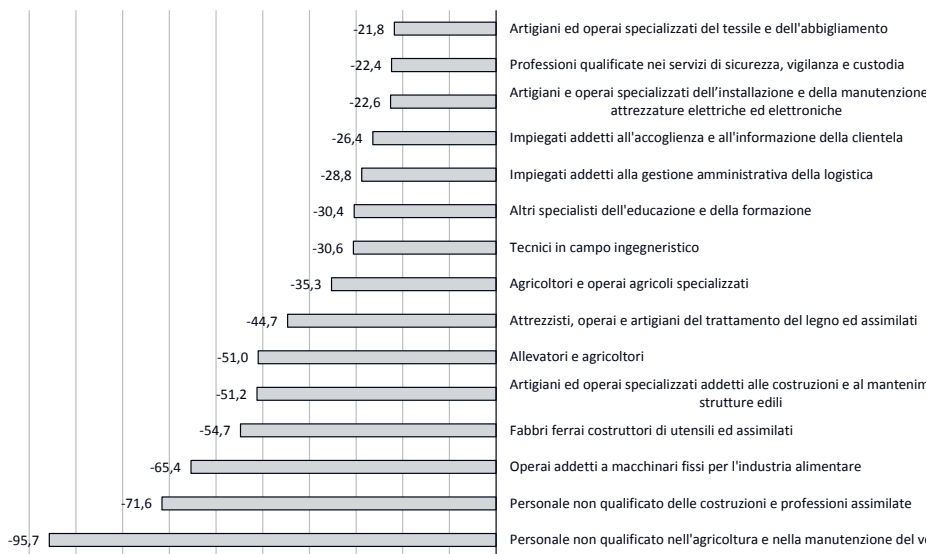 -21,8 Artigiani ed operai specializzati del tessile e dell'abbigliamento
-22,4 Professioni qualificate nei servizi di sicurezza, vigilanza e custodia
-22,6 Artigiani e operai specializzati dell'installazione e della manutenzione
attrezzature elettriche ed elettroniche
-26,4 Impiegati addetti all'accoglienza e all'informazione della clientela
-28,8 Impiegati addetti alla gestione amministrativa della logistica
-30,4 Altri specialisti dell'educazione e della formazione
-30,6 Tecnici in campo ingegneristico
-35,3 Agricoltori e operai agricoli specializzati
-44,7 Attrezzisti, operai e artigiani del trattamento del legno ed assimilati
-51,0 Allevatori e agricoltori
-51,2 Artigiani ed operai specializzati addetti alle costruzioni e al mantenim
strutture edili
-54,7 Fabbri ferrai costruttori di utensili ed assimilati
-65,4 Operai addetti a macchinari fissi per l'industria alimentare
-71,6 Personale non qualificato delle costruzioni e professioni assimilate
-95,7 Personale non qualificato nell'agricoltura e nella manutenzione del ve